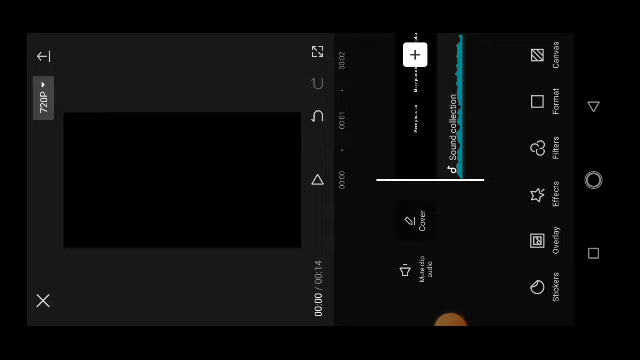 720P
00:00 / 00:14
00:00
00:01
00:02
Mute clip
audio
Cover
Sound collection
Stickers
Overlay
Effects
Filters
Format
Canvas